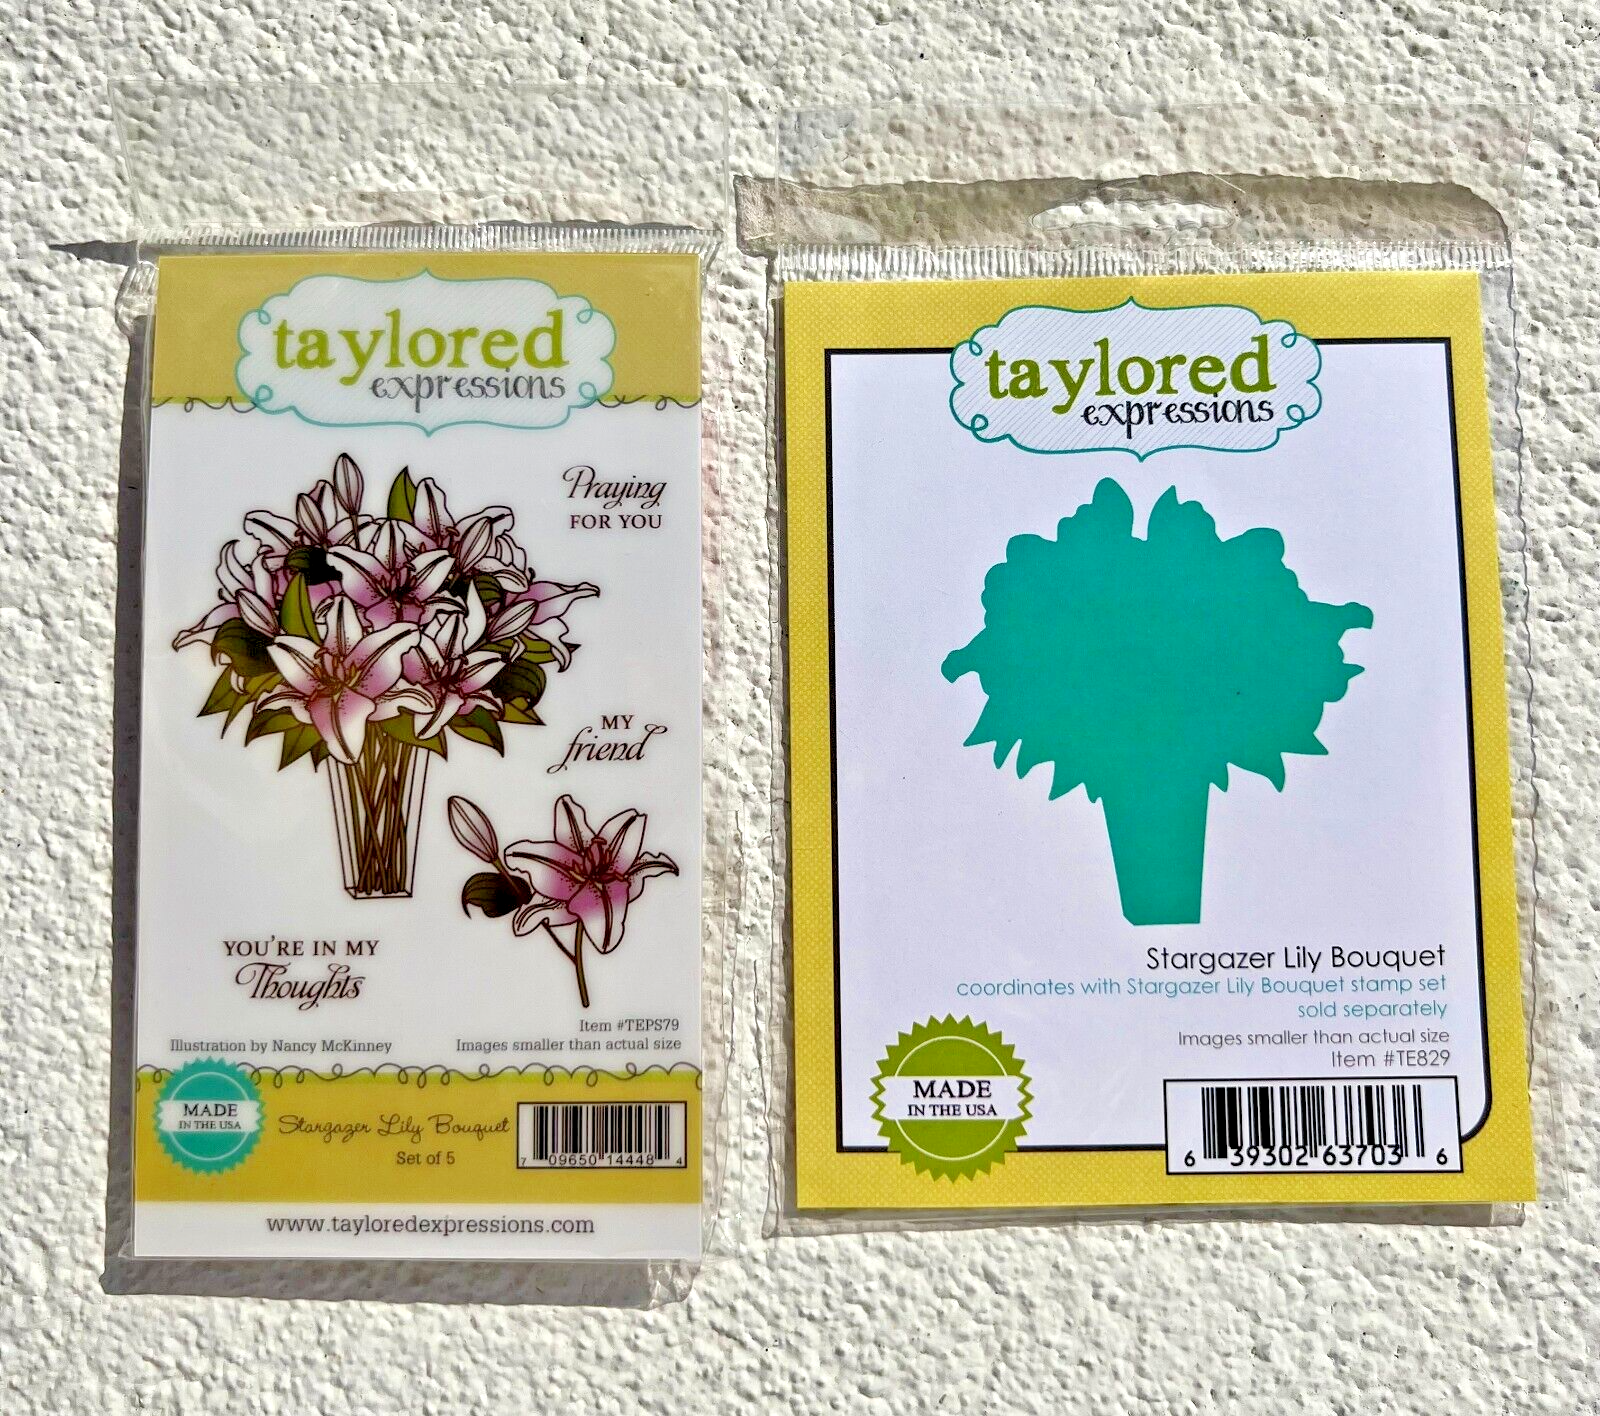 taylored
expressions
Praying
FOR YOU
MY
friend
YOU'RE IN MY
Thoughts
Item #TEPS79
Illustration by Nancy McKinney
Images smaller than actual size
MADE
IN THE USA
Stargazer Lily Bouquet
Set of 5
7 09650 14448 4
www.tayloredexpressions.com
taylored
expressions
Stargazer Lily Bouquet
coordinates with Stargazer Lily Bouquet stamp set
sold separately
Images smaller than actual size
Item #TE829
MADE
IN THE USA
6 39302 63703 6